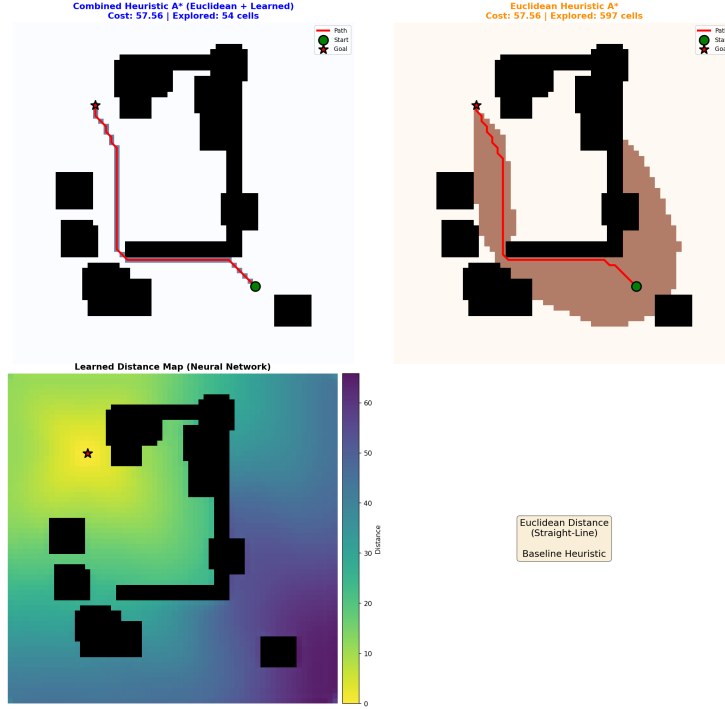 Combined Heuristic A* (Euclidean + Learned)
Cost: 57.56 | Explored: 54 cells
Path
Start
Goal
Euclidean Heuristic A*
Cost: 57.56 | Explored: 597 cells
Path
Sta
Goa
Learned Distance Map (Neural Network)
60
50
40
30
20
10
0
Distance
Euclidean Distance
(Straight-Line)
Baseline Heuristic